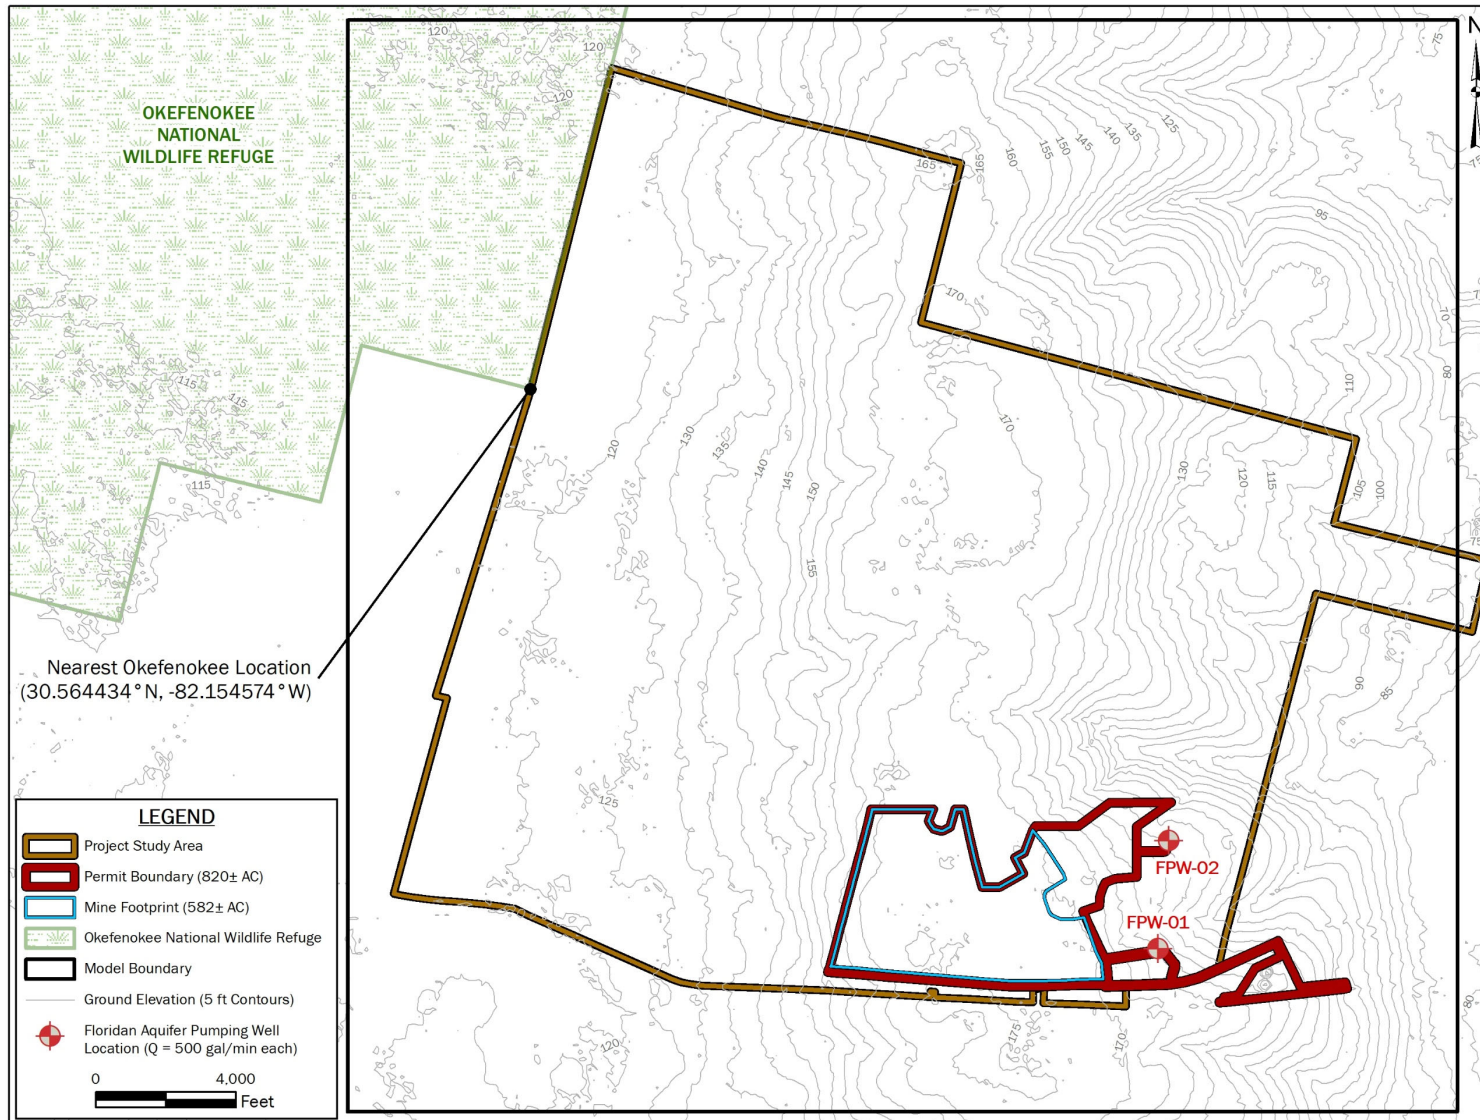 120
120
120
75
N
OKEFENOKEE
NATIONAL
WILDLIFE REFUGE
125
135
140
145
150
155
160
165
165
95
170
70
80
110
115
115
170
120
130
135
140
145
150
155
115
130
120
115
105
100
75
90
85
Nearest Okefenokee Location
(30.564434°N, -82.154574°W)
125
FPW-02
FPW-01
120
175
170
80
LEGEND
Project Study Area
Permit Boundary (820± AC)
Mine Footprint (582± AC)
Okefenokee National Wildlife Refuge
Model Boundary
Ground Elevation (5 ft Contours)
Floridan Aquifer Pumping Well
Location (Q = 500 gal/min each)
0 4,000
Feet